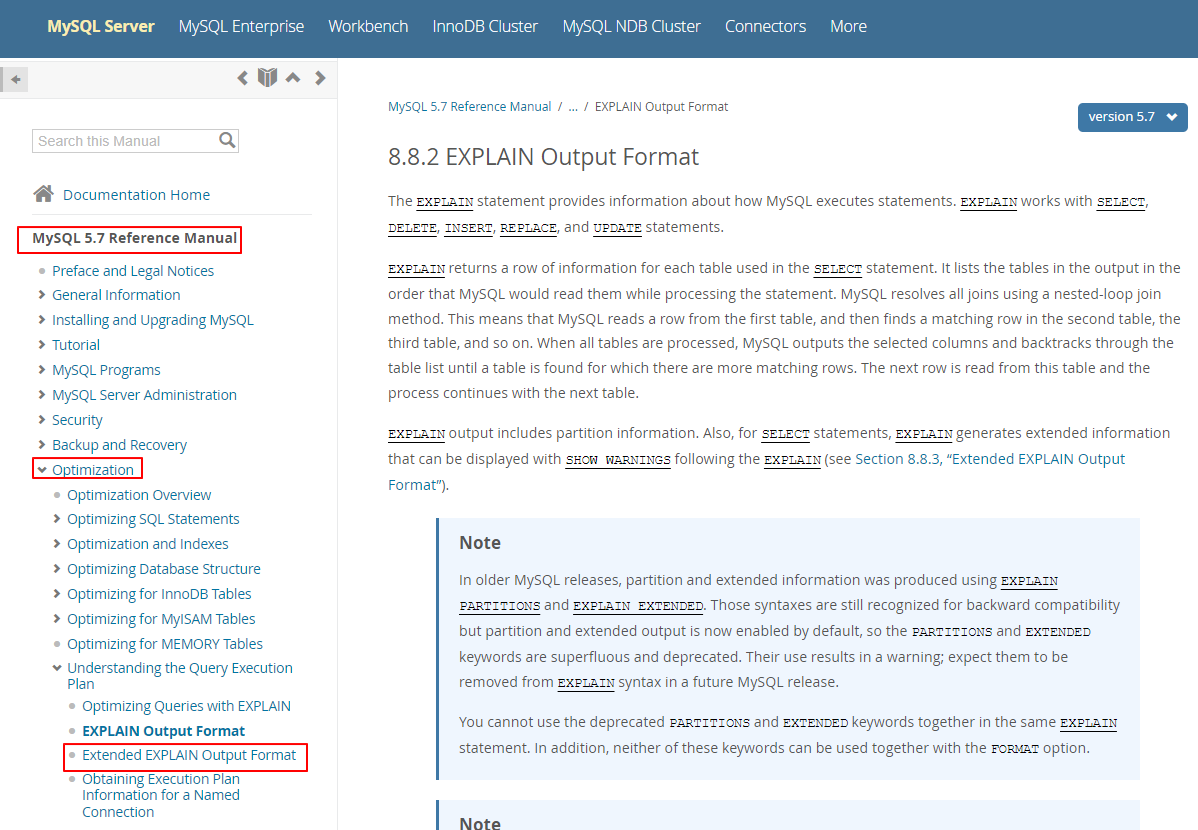 MySQL Server MySQL Enterprise Workbench InnoDB Cluster MySQL NDB Cluster Connectors More
Search this Manual
Documentation Home
MySQL 5.7 Reference Manual
Preface and Legal Notices
General Information
Installing and Upgrading MySQL
Tutorial
MySQL Programs
MySQL Server Administration
Security
Backup and Recovery
Optimization
Optimization Overview
Optimizing SQL Statements
Optimization and Indexes
Optimizing Database Structure
Optimizing for InnoDB Tables
Optimizing for MyISAM Tables
Optimizing for MEMORY Tables
Understanding the Query Execution
Plan
Optimizing Queries with EXPLAIN
EXPLAIN Output Format
Extended EXPLAIN Output Format
Obtaining Execution Plan
Information for a Named
Connection
MySQL 5.7 Reference Manual / ... / EXPLAIN Output Format
version 5.7
8.8.2 EXPLAIN Output Format
The EXPLAIN statement provides information about how MySQL executes statements. EXPLAIN works with SELECT,
DELETE, INSERT, REPLACE, and UPDATE statements.
EXPLAIN returns a row of information for each table used in the SELECT statement. It lists the tables in the output in the
order that MySQL would read them while processing the statement. MySQL resolves all joins using a nested-loop join
method. This means that MySQL reads a row from the first table, and then finds a matching row in the second table, the
third table, and so on. When all tables are processed, MySQL outputs the selected columns and backtracks through the
table list until a table is found for which there are more matching rows. The next row is read from this table and the
process continues with the next table.
EXPLAIN output includes partition information. Also, for SELECT statements, EXPLAIN generates extended information
that can be displayed with SHOW WARNINGS following the EXPLAIN (see Section 8.8.3, “Extended EXPLAIN Output
Format”).
Note
In older MySQL releases, partition and extended information was produced using EXPLAIN
PARTITIONS and EXPLAIN EXTENDED. Those syntaxes are still recognized for backward compatibility
but partition and extended output is now enabled by default, so the PARTITIONS and EXTENDED
keywords are superfluous and deprecated. Their use results in a warning; expect them to be
removed from EXPLAIN syntax in a future MySQL release.
You cannot use the deprecated PARTITIONS and EXTENDED keywords together in the same EXPLAIN
statement. In addition, neither of these keywords can be used together with the FORMAT option.
Note